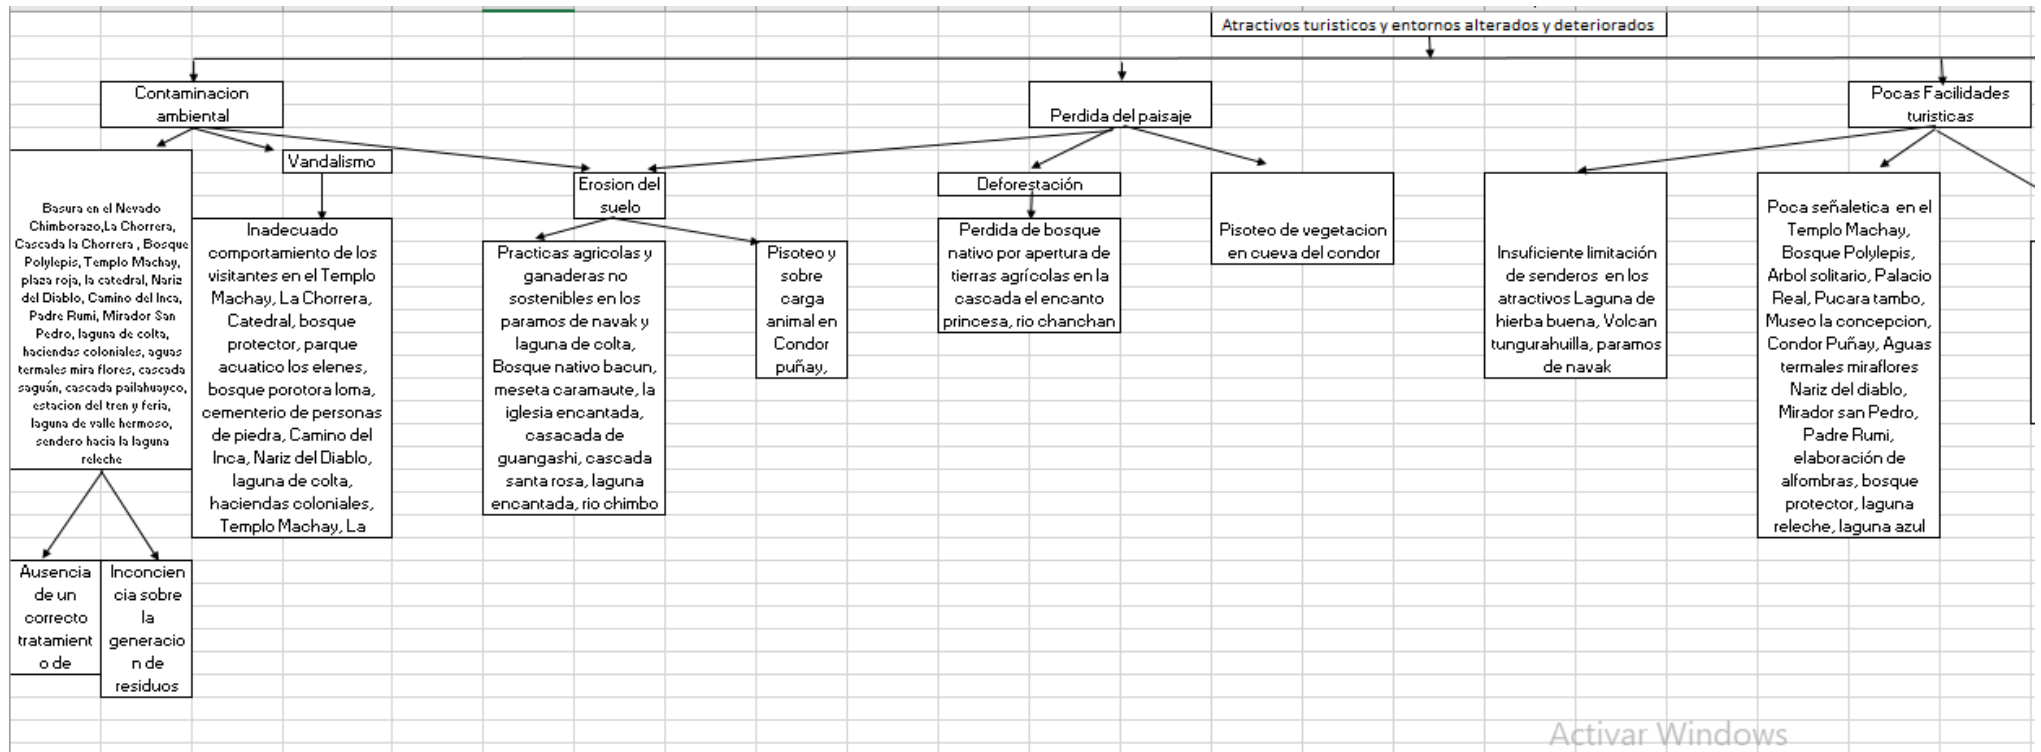 Atractivos turisticos y entornos alterados y deteriorados
Contaminacion
ambiental
Perdida del paisaje
Pocas Facilidades
turisticas
Vandalismo
Erosion del
suelo
Deforestación
Basura en el Nevado
Chimborazo,La Chorrera,
Cascada la Chorrera , Bosque
Polylepis, Templo Machay,
plaza roja, la catedral, Nariz
del Diablo, Camino del Inca,
Padre Rumi, Mirador San
Pedro, laguna de colta,
haciendas coloniales, aguas
termales mira flores, cascada
saguán, cascada pailahuayco,
estacion del tren y feria,
laguna de valle hermoso,
sendero hacia la laguna
releche
Inadecuado
comportamiento de los
visitantes en el Templo
Machay, La Chorrera,
Catedral, bosque
protector, parque
acuatico los elenes,
bosque porotora loma,
cementerio de personas
de piedra, Camino del
Inca, Nariz del Diablo,
laguna de colta,
haciendas coloniales,
Templo Machay, La
Practicas agricolas y
ganaderas no
sostenibles en los
paramos de navak y
laguna de colta,
Bosque nativo bacun,
meseta caramaute, la
iglesia encantada,
casacada de
guangashi, cascada
santa rosa, laguna
encantada, rio chimbo
Pisoteo y
sobre
carga
animal en
Condor
puñay,
Perdida de bosque
nativo por apertura de
tierras agrícolas en la
cascada el encanto
princesa, rio chanchan
Pisoteo de vegetacion
en cueva del condor
Insuficiente limitación
de senderos en los
atractivos Laguna de
hierba buena, Volcan
tungurahuilla, paramos
de navak
Poca señaletica en el
Templo Machay,
Bosque Polylepis,
Arbol solitario, Palacio
Real, Pucara tambo,
Museo la concepcion,
Condor Puñay, Aguas
termales miraflores
Nariz del diablo,
Mirador san Pedro,
Padre Rumi,
elaboración de
alfombras, bosque
protector, laguna
releche, laguna azul
Ausencia
de un
correcto
tratamient
o de
Inconcien
cia sobre
la
generacio
n de
residuos
Activar Windows